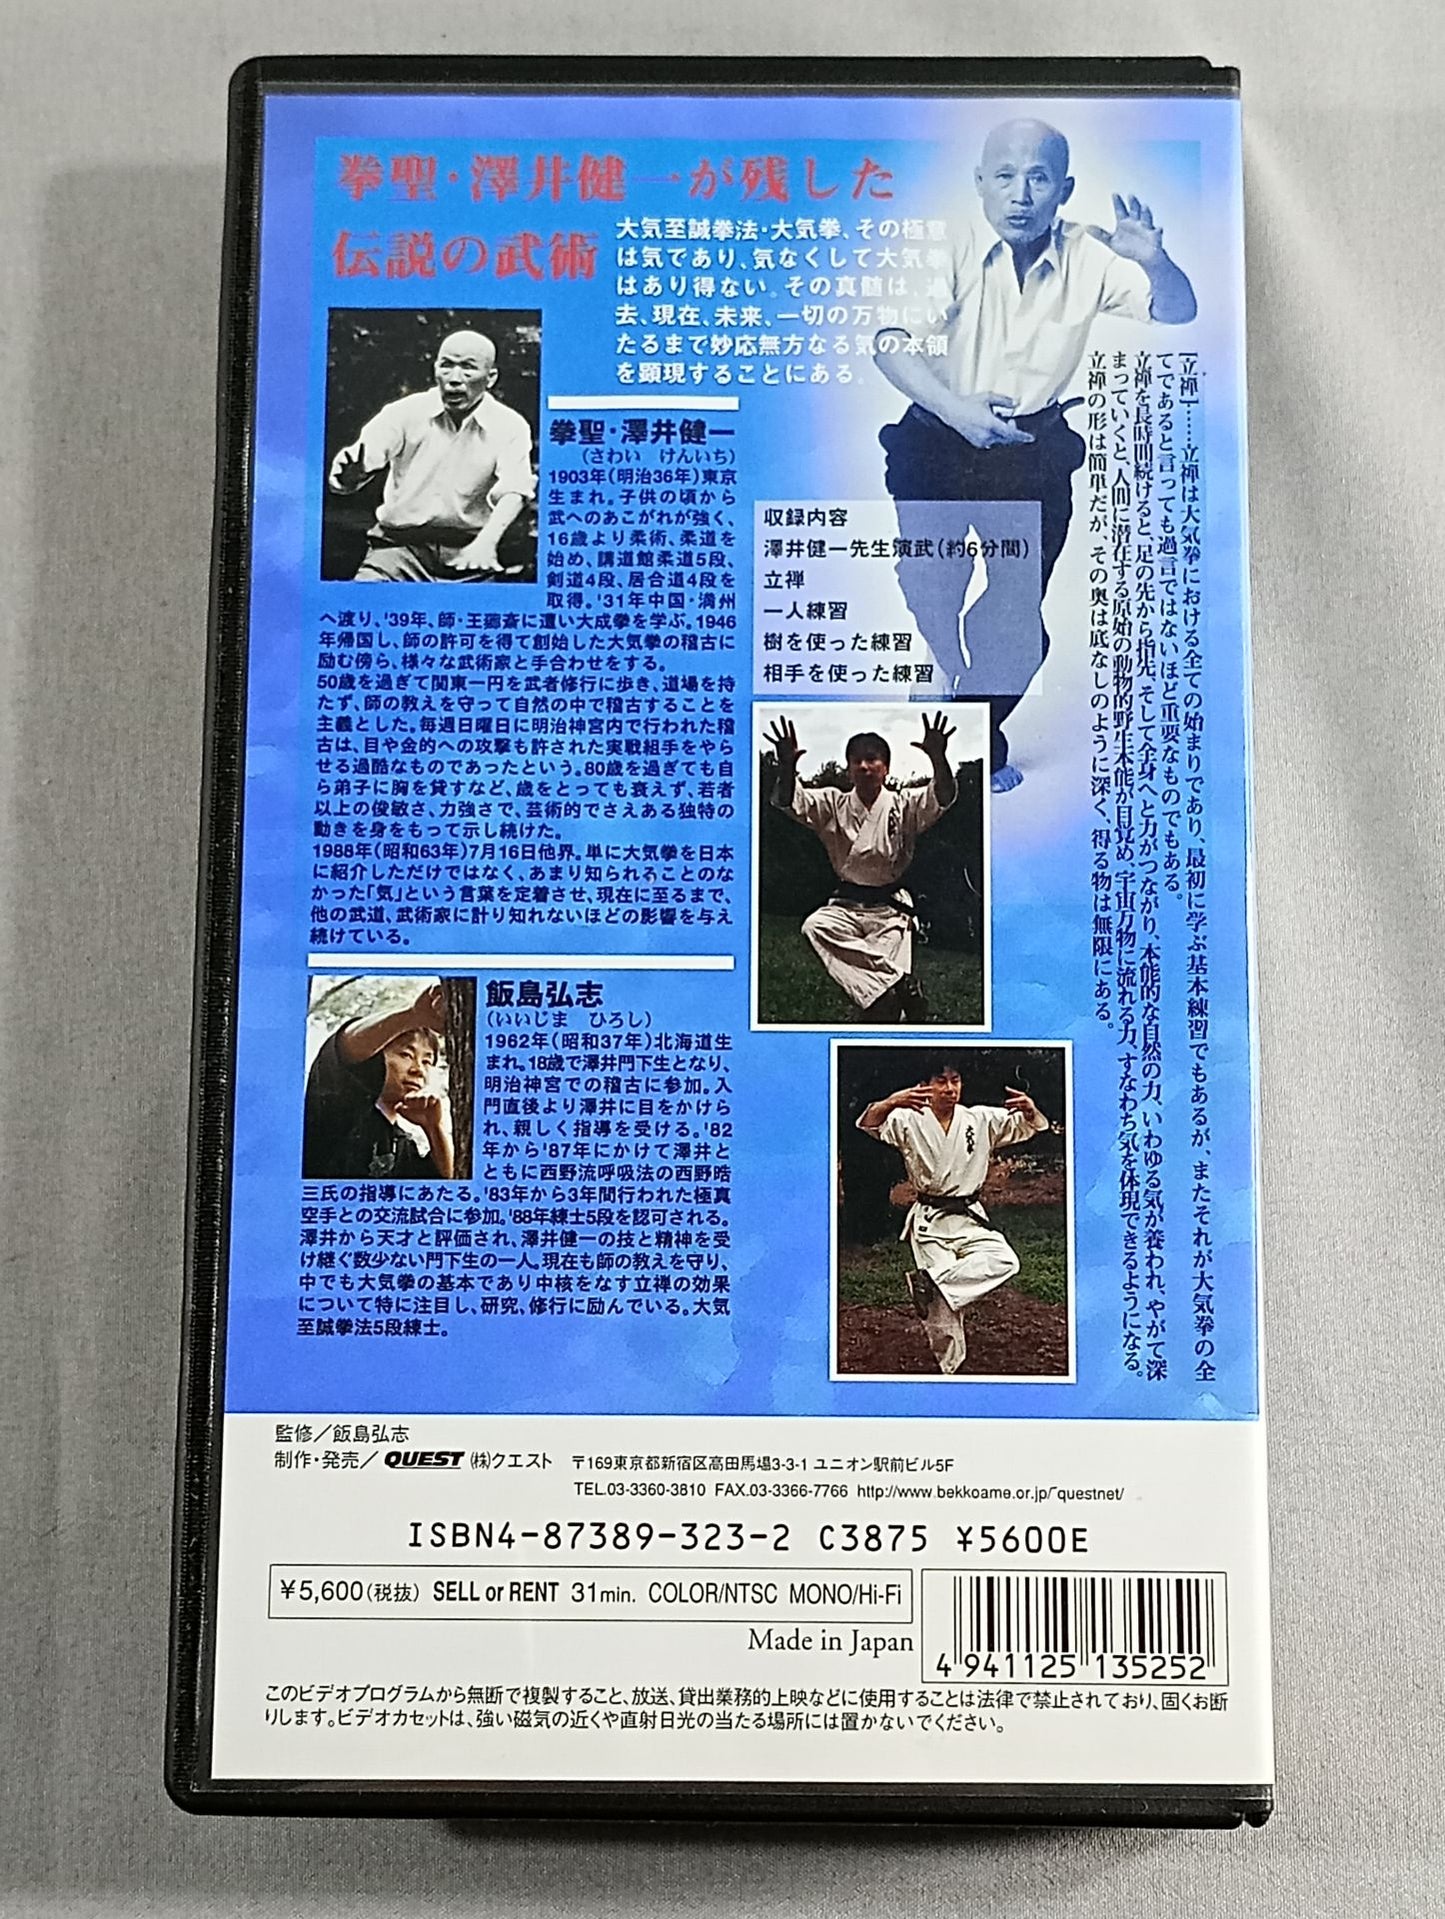 拳聖・澤井健一が残した
伝説の武術
大気至誠拳法・大気拳、その極意
は気であり、気なくして大気拳
はあり得ない。その真髄は、過
去、現在、未来、一切の万物にい
たるまで妙応無方なる気の本領
を顕現することにある。
拳聖・澤井健一
(さわい けんいち)
1903年(明治36年)東京
生まれ。子供の頃から
武へのあこがれが強く、
16歳より柔術、柔道を
始め、講道館柔道5段、
剣道4段、居合道4段を
取得。'31年中国・満州
へ渡り、'39年、師・王薌斎に遭い大成拳を学ぶ。1946
年帰国し、師の許可を得て創始した大気拳の稽古に
励む傍ら、様々な武術家と手合わせをする。
50歳を過ぎて関東一円を武者修行に歩き、道場を持
たず、師の教えを守って自然の中で稽古することを
主義とした。毎週日曜日に明治神宮内で行われた稽
古は、目や金的への攻撃も許された実戦組手をやら
せる過酷なものであったという。80歳を過ぎても自
ら弟子に胸を貸すなど、歳をとっても衰えず、若者
以上の俊敏さ、力強さで、芸術的でさえある独特の
動きを身をもって示し続けた。
1988年(昭和63年)7月16日他界。単に大気拳を日本
に紹介しただけではなく、あまり知られることのな
かった「気」という言葉を定着させ、現在に至るまで、
他の武道、武術家に計り知れないほどの影響を与え
続けている。
飯島弘志
(いいじま ひろし)
1962年(昭和37年)北海道生
まれ。18歳で澤井門下生となり、
明治神宮での稽古に参加。入
門直後より澤井に目をかけら
れ、親しく指導を受ける。'82
年から'87年にかけて澤井と
ともに西野流呼吸法の西野皓
三氏の指導にあたる。'83年から3年間行われた極真
空手との交流試合に参加。'88年練士5段を認可される。
澤井から天才と評価され、澤井健一の技と精神を受
け継ぐ数少ない門下生の一人。現在も師の教えを守り、
中でも大気拳の基本であり中核をなす立禅の効果
について特に注目し、研究、修行に励んでいる。大気
至誠拳法5段練士。
収録内容
澤井健一先生演武(約6分間)
立禅
一人練習
樹を使った練習
相手を使った練習
[立禅]……立禅は大気拳における全ての始まりであり、最初に学ぶ基本練習でもあるが、またそれが大気拳の全
てであると言っても過言ではないほど重要なものでもある。
立禅を長時間続けると、足の先から指先、そして全身へと力がつながり、本能的な自然の力、いわゆる気が養われ、やがて深
まっていくと、人間に潜在する原始の動物的野生本能が目覚め、宇宙万物に流れる力、すなわち気を体現できるようになる。
立禅の形は簡単だが、その奥は底なしのように深く、得る物は無限にある。
大気拳
監修／飯島弘志
制作・発売／QUEST (株)クエスト 〒169東京都新宿区高田馬場3-3-1 ユニオン駅前ビル5F
TEL.03-3360-3810 FAX.03-3366-7766 http://www.bekkoame.or.jp/~questnet/
ISBN4-87389-323-2 C3875 ¥5600E
¥5,600(税抜) SELL or RENT 31min. COLOR/NTSC MONO/Hi-Fi
Made in Japan
4 941125 135252
このビデオプログラムから無断で複製すること、放送、貸出業務的上映などに使用することは法律で禁止されており、固くお断
りします。ビデオカセットは、強い磁気の近くや直射日光の当たる場所には置かないでください。